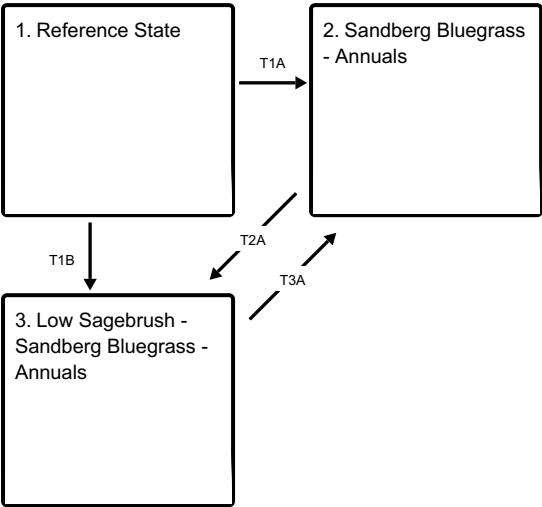 1. Reference State
2. Sandberg Bluegrass
- Annuals
T1A
T2A
T1B
T3A
3. Low Sagebrush -
Sandberg Bluegrass -
Annuals